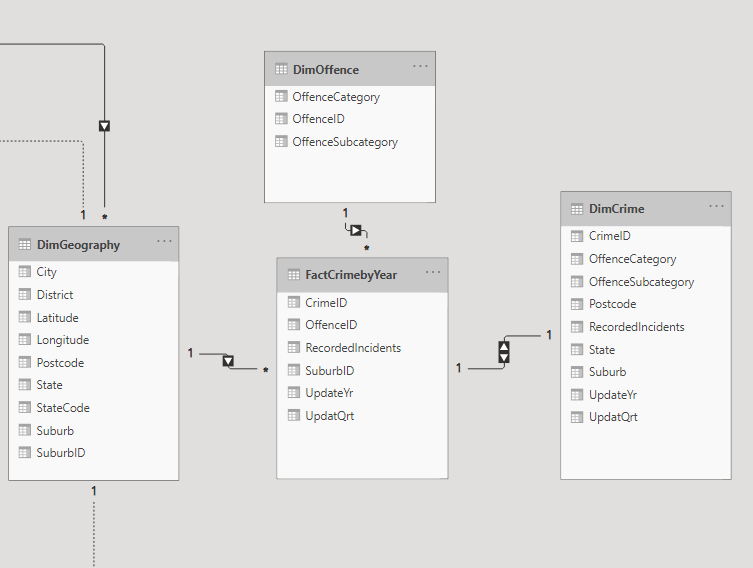 DimOffence
OffenceCategory
OffenceID
OffenceSubcategory
1
*
1
*
DimGeography
City
District
Latitude
Longitude
Postcode
State
StateCode
Suburb
SuburbID
1
1
*
FactCrimebyYear
CrimeID
OffenceID
RecordedIncidents
SuburbID
UpdateYr
UpdatQrt
1
1
DimCrime
CrimeID
OffenceCategory
OffenceSubcategory
Postcode
RecordedIncidents
State
Suburb
UpdateYr
UpdatQrt